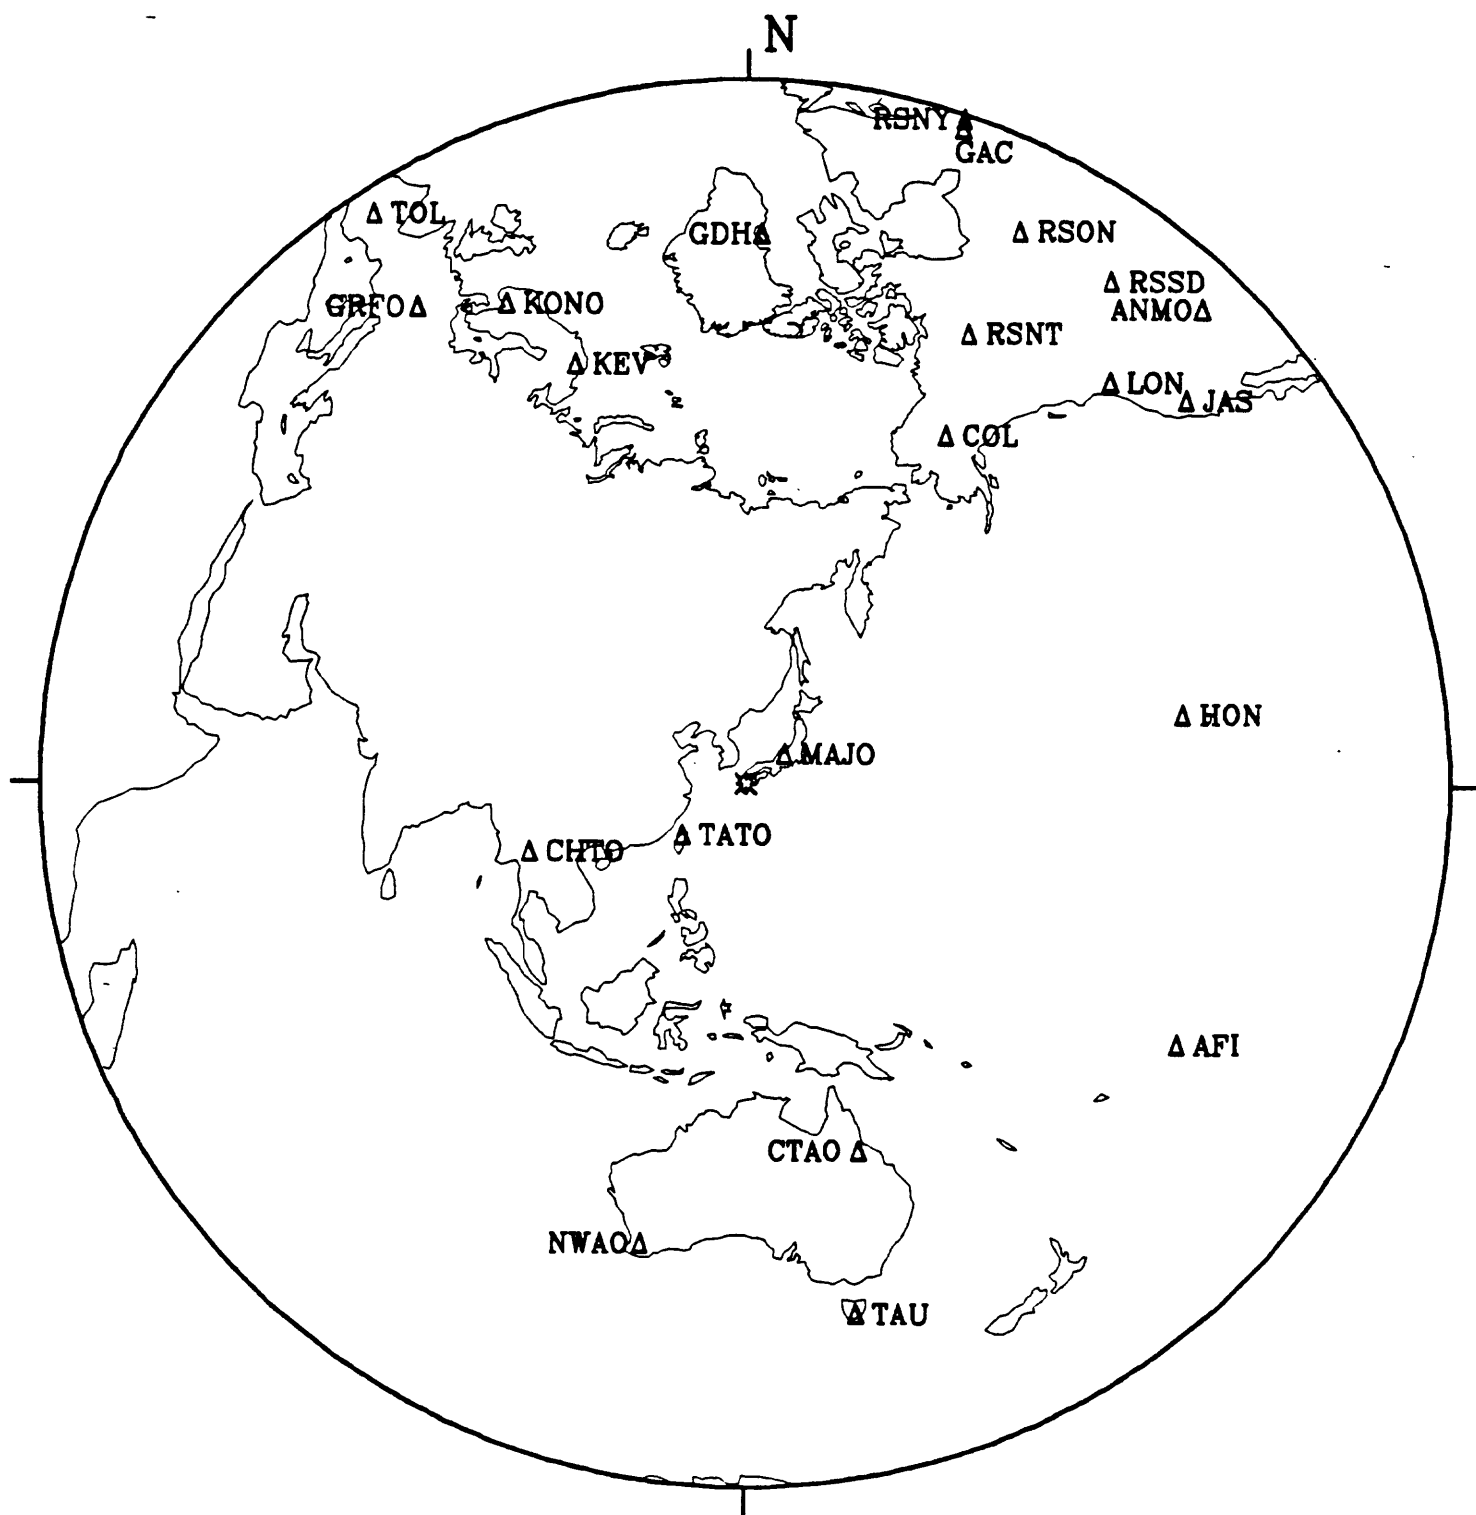 N
RSNY
GAC
TOL
GDH
RSON
RSSD
ANMO
GRFO
KONO
RSNT
KEV
LON
JAS
COL
HON
MAJO
TATO
CHTO
AFI
CTAO
NWAO
TAU